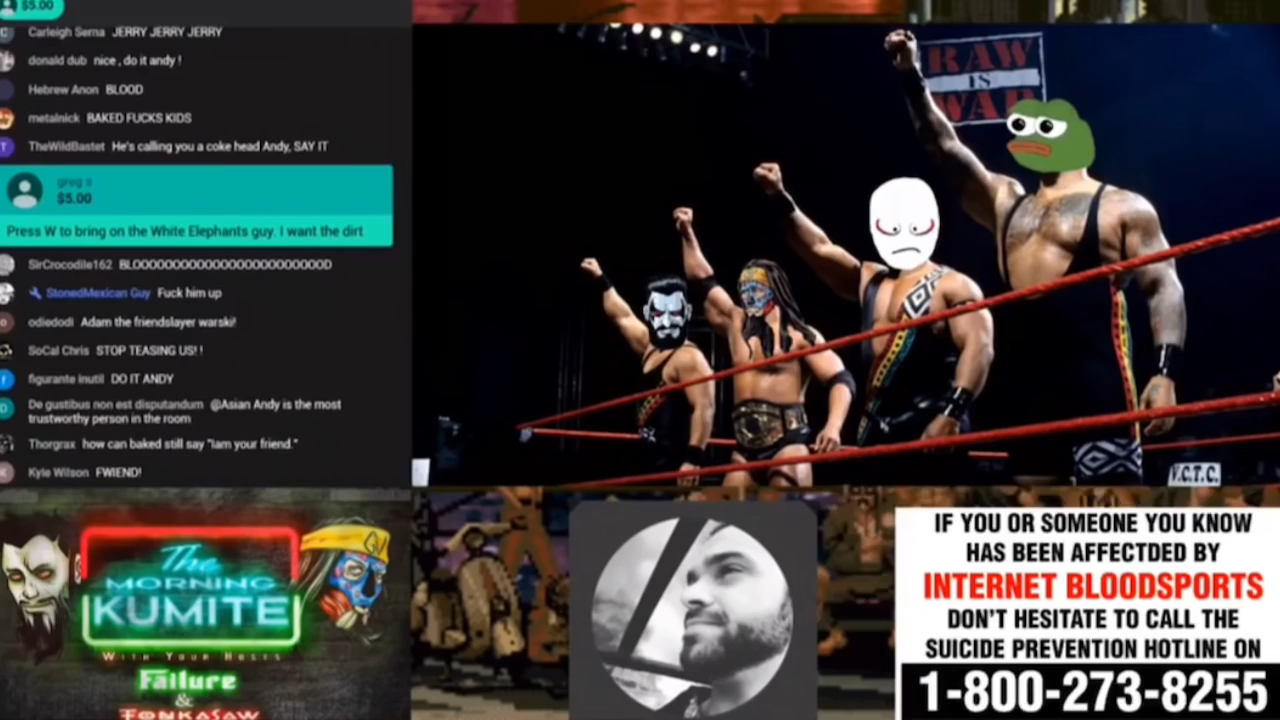 $5.00
Carleigh Serna JERRY JERRY JERRY
donald dub nice , do it andy !
Hebrew Anon BLOOD
metalnick BAKED FUCKS KIDS
TheWildBastet He's calling you a coke head Andy, SAY IT
greg s
$5.00
Press W to bring on the White Elephants guy. I want the dirt
SirCrocodile162
StonedMexican Guy Fuck him up
odiedodi Adam the friendslayer warski!
SoCal Chris STOP TEASING US! !
figurante inutil DO IT ANDY
De gustibus non est disputandum @Asian Andy is the most
trustworthy person in the room
Thorgrax how can baked still say "Iam your friend."
Kyle Wilson FWIEND!
RAW
IS
WAR
V.C.T.C.
The
MORNING
KUMITE
With Your Hosts
Failure
&
FonkaSaw
IF YOU OR SOMEONE YOU KNOW
HAS BEEN AFFECTDED BY
INTERNET BLOODSPORTS
DON'T HESITATE TO CALL THE
SUICIDE PREVENTION HOTLINE ON
1-800-273-8255